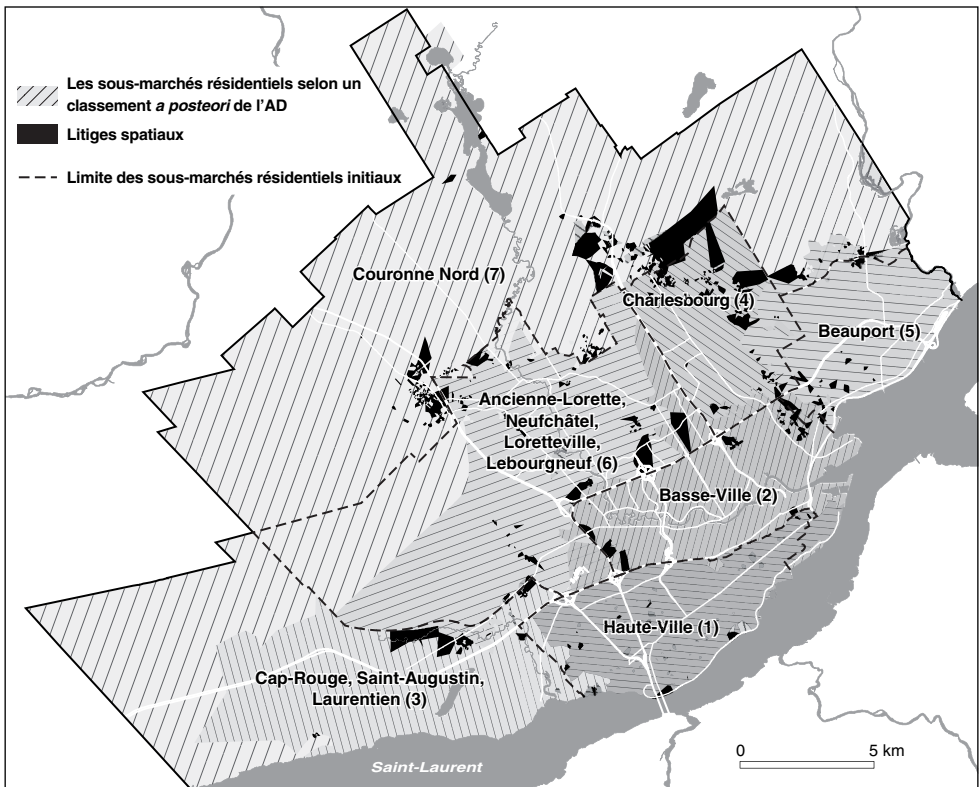 Les sous-marchés résidentiels selon un
classement a posteori de l'AD
Litiges spatiaux
Limite des sous-marchés résidentiels initiaux
Couronne Nord (7)
Charlesbourg (4)
Beauport (5)
Ancienne-Lorette,
Neufchâtel,
Loretteville,
Lebourgneuf (6)
Basse-Ville (2)
Haute-Ville (1)
Cap-Rouge, Saint-Augustin,
Laurentien (3)
Saint-Laurent
0 5 km